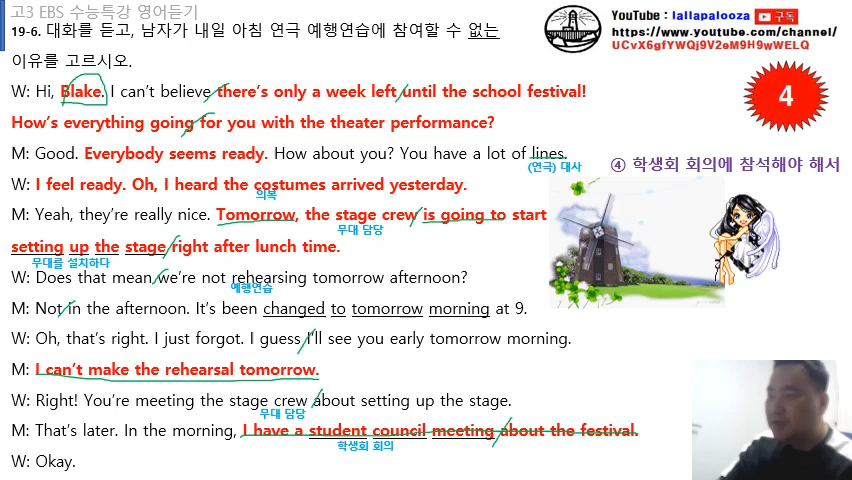 고3 EBS 수능특강 영어듣기
19-6. 대화를 듣고, 남자가 내일 아침 연극 예행연습에 참여할 수 없는
이유를 고르시오.
YouTube : lallapalooza 구독
https://www.youtube.com/channel/
UCvX6gfYWQj9V2eM9H9wWELQ
4
W: Hi, Blake. I can't believe there's only a week left until the school festival!
How's everything going for you with the theater performance?
M: Good. Everybody seems ready. How about you? You have a lot of lines.
(연극) 대사
④ 학생회 회의에 참석해야 해서
W: I feel ready. Oh, I heard the costumes arrived yesterday.
의복
M: Yeah, they're really nice. Tomorrow, the stage crew is going to start
무대 담당
setting up the stage right after lunch time.
무대를 설치하다
W: Does that mean we're not rehearsing tomorrow afternoon?
예행연습
M: Not in the afternoon. It's been changed to tomorrow morning at 9.
W: Oh, that's right. I just forgot. I guess I'll see you early tomorrow morning.
M: I can't make the rehearsal tomorrow.
W: Right! You're meeting the stage crew about setting up the stage.
무대 담당
M: That's later. In the morning, I have a student council meeting about the festival.
학생회 회의
W: Okay.